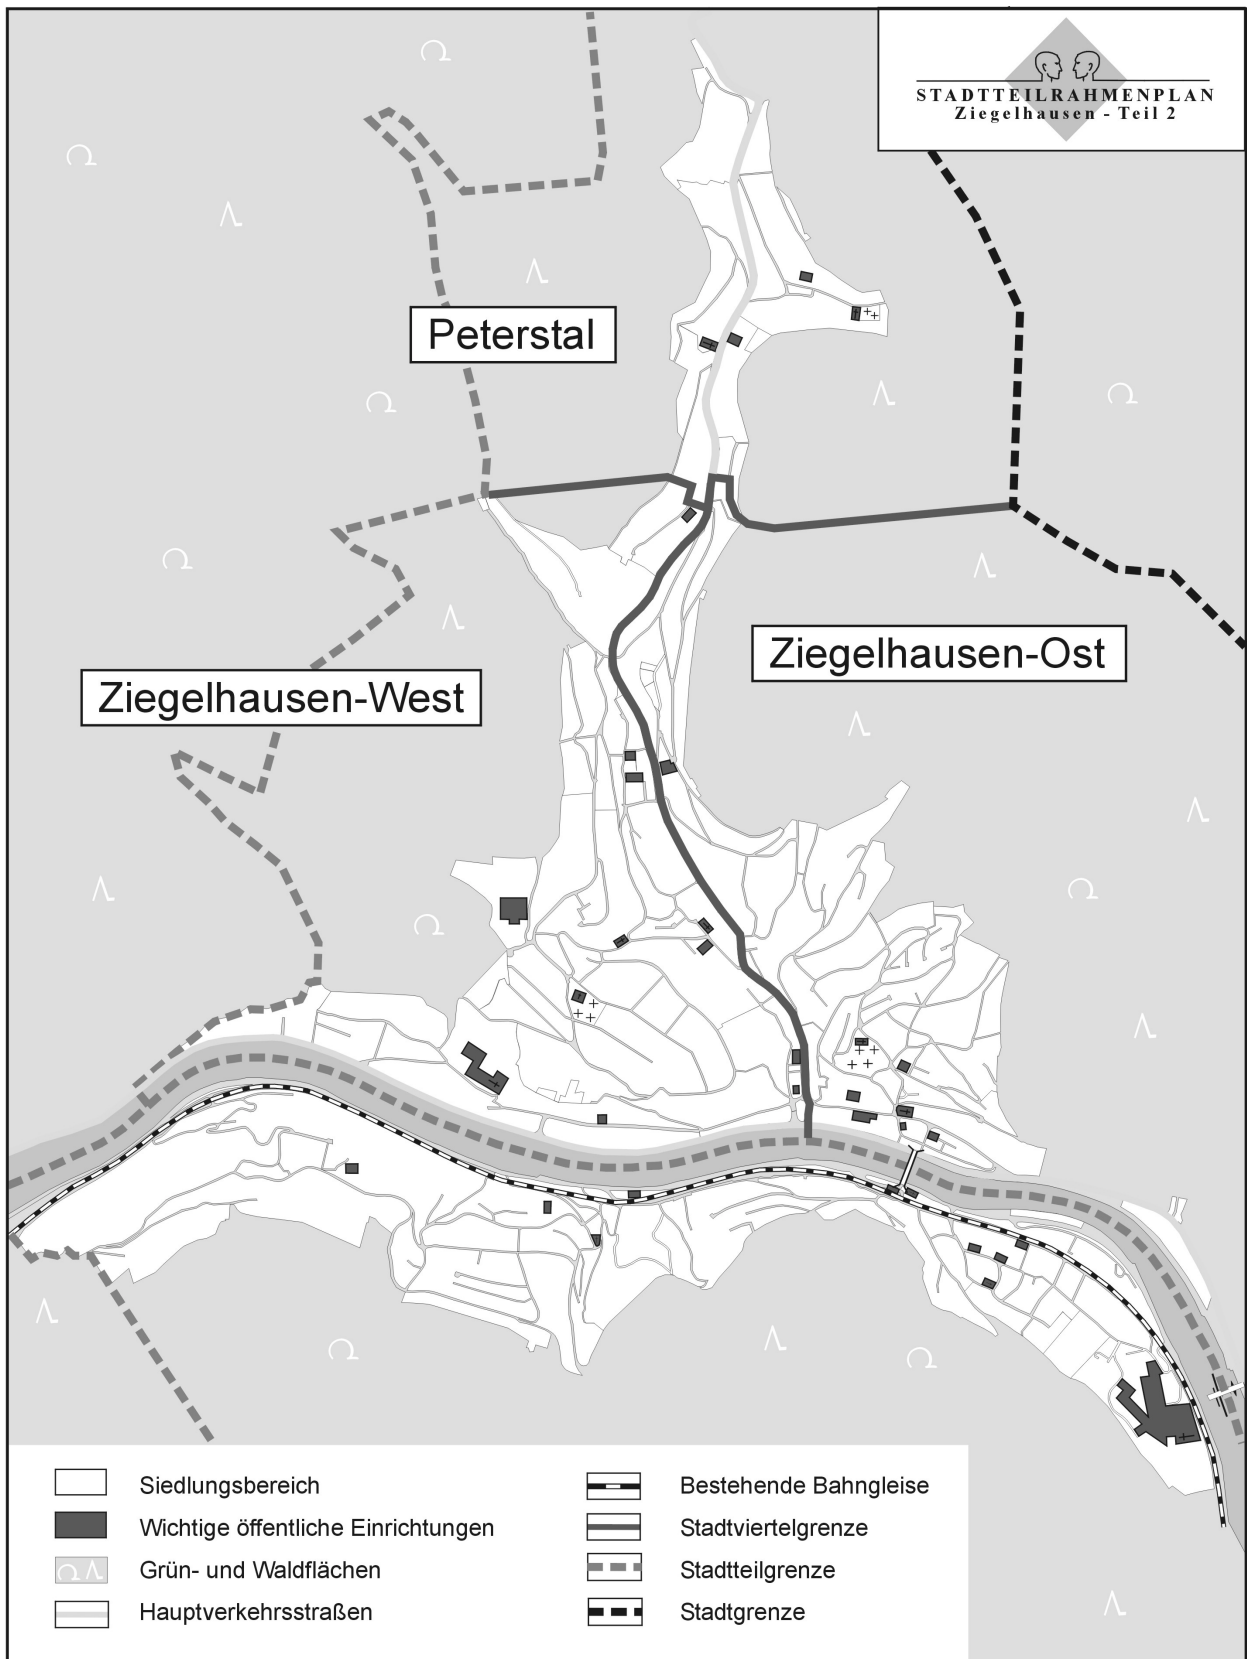 STADTTEILRAHMENPLAN
Ziegelhausen - Teil 2
Peterstal
Ziegelhausen-Ost
Ziegelhausen-West
Siedlungsbereich
Wichtige öffentliche Einrichtungen
Grün- und Waldflächen
Hauptverkehrsstraßen
Bestehende Bahngleise
Stadtviertelgrenze
Stadtteilgrenze
Stadtgrenze